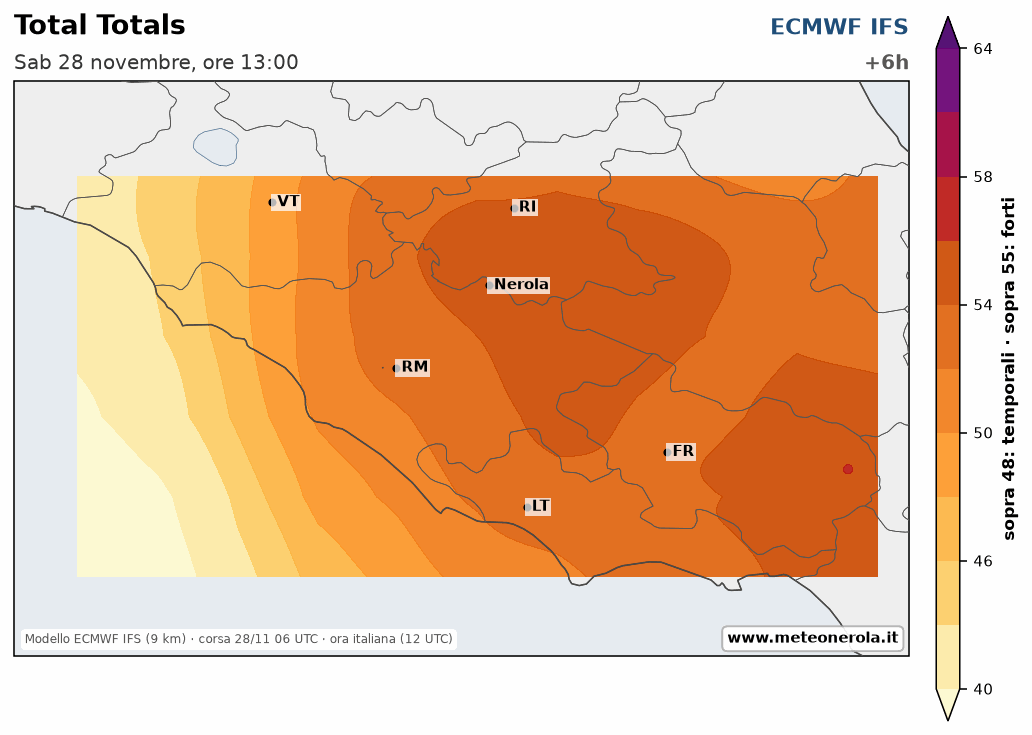 Total Totals
ECMWF IFS
Sab 28 novembre, ore 13:00
+6h
VT
RI
Nerola
RM
FR
LT
64
58
54
50
46
40
sopra 48: temporali · sopra 55: forti
Modello ECMWF IFS (9 km) · corsa 28/11 06 UTC · ora italiana (12 UTC)
www.meteonerola.it